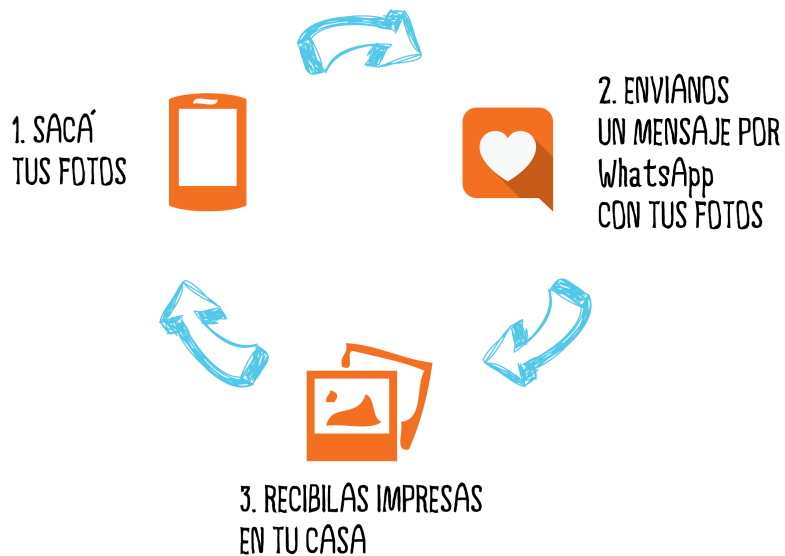 1. SACÁ
TUS FOTOS
2. ENVIANOS
UN MENSAJE POR
WhatsApp
CON TUS FOTOS
3. RECIBILAS IMPRESAS
EN TU CASA